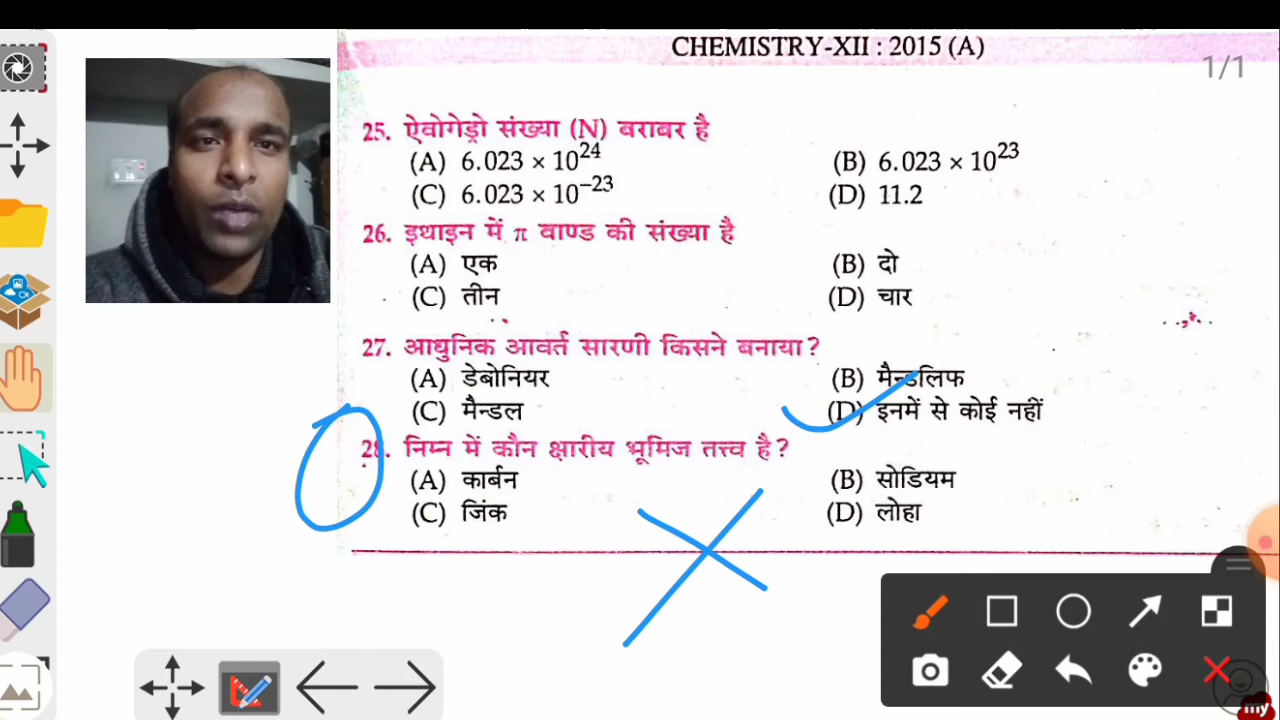 CHEMISTRY-XII : 2015 (A)
1/1
25. ऐवोगेड्रो संख्या (N) बराबर है
(A) 6.023 × 10²⁴ (B) 6.023 × 10²³
(C) 6.023 × 10⁻²³ (D) 11.2
26. इथाइन में π बाण्ड की संख्या है
(A) एक (B) दो
(C) तीन (D) चार
27. आधुनिक आवर्त सारणी किसने बनाया?
(A) डेबोनियर (B) मैन्डलिफ
(C) मैन्डल (D) इनमें से कोई नहीं
28. निम्न में कौन क्षारीय भूमिज तत्त्व है?
(A) कार्बन (B) सोडियम
(C) जिंक (D) लोहा
my